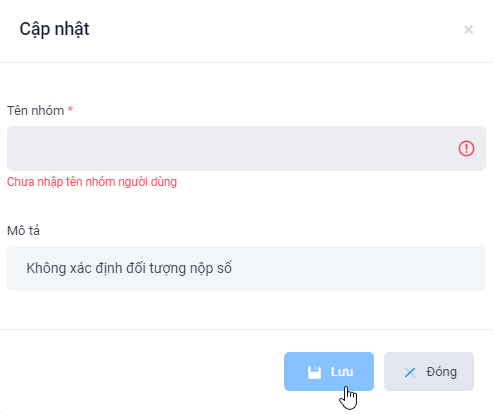 Cập nhật
Tên nhóm *
Chưa nhập tên nhóm người dùng
Mô tả
Không xác định đối tượng nộp số
Lưu
Đóng